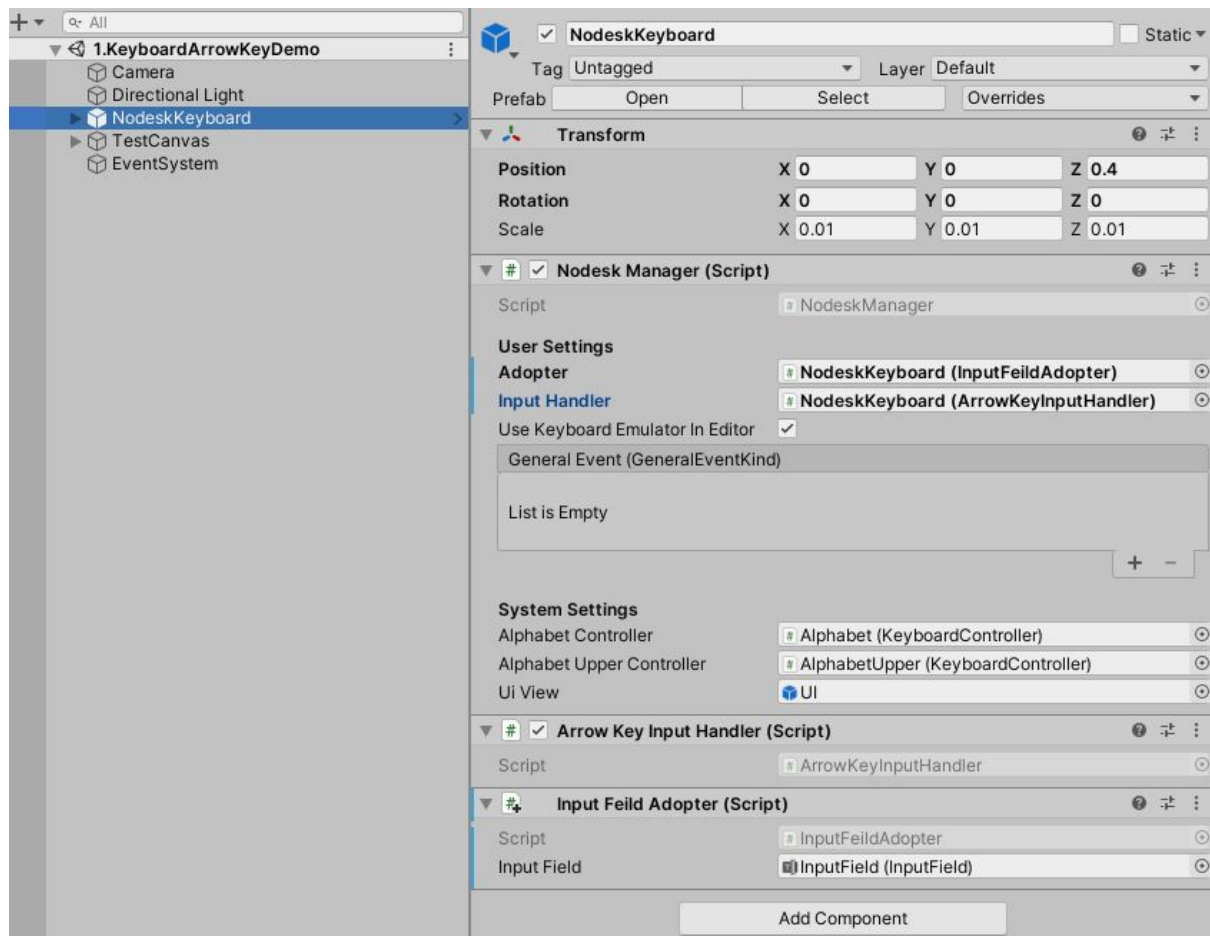 All
1.KeyboardArrowKeyDemo
Camera
Directional Light
NodeskKeyboard
TestCanvas
EventSystem
NodeskKeyboard Static
Tag Untagged Layer Default
Prefab Open Select Overrides
Transform
Position X 0 Y 0 Z 0.4
Rotation X 0 Y 0 Z 0
Scale X 0.01 Y 0.01 Z 0.01
# Nodesk Manager (Script)
Script # NodeskManager
User Settings
Adopter # NodeskKeyboard (InputFeildAdopter)
Input Handler # NodeskKeyboard (ArrowKeyInputHandler)
Use Keyboard Emulator In Editor
General Event (GeneralEventKind)
List is Empty
+ −
System Settings
Alphabet Controller # Alphabet (KeyboardController)
Alphabet Upper Controller # AlphabetUpper (KeyboardController)
Ui View UI
# Arrow Key Input Handler (Script)
Script # ArrowKeyInputHandler
# Input Feild Adopter (Script)
Script # InputFeildAdopter
Input Field InputField (InputField)
Add Component